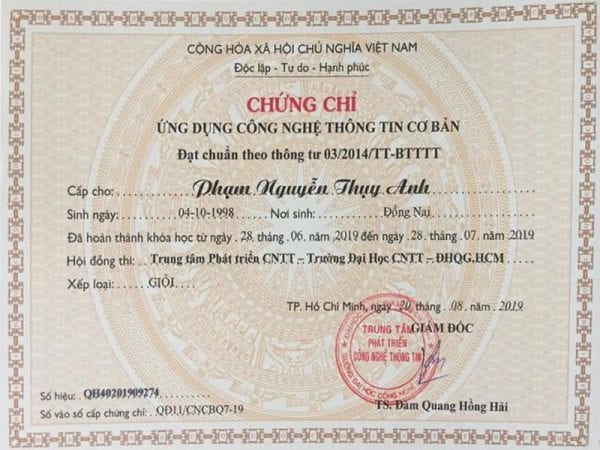 CỘNG HÒA XÃ HỘI CHỦ NGHĨA VIỆT NAM
Độc lập - Tự do - Hạnh phúc
CHỨNG CHỈ
ỨNG DỤNG CÔNG NGHỆ THÔNG TIN CƠ BẢN
Đạt chuẩn theo thông tư 03/2014/TT-BTTTT
Cấp cho: Phạm Nguyễn Thụy Anh
Sinh ngày: 04-10-1998 Nơi sinh: Đồng Nai
Đã hoàn thành khóa học từ ngày 28 tháng 06 năm 2019 đến ngày 28 tháng 07 năm 2019
Hội đồng thi: Trung tâm Phát triển CNTT – Trường Đại Học CNTT – ĐHQG.HCM
Xếp loại: GIỎI
TP. Hồ Chí Minh, ngày 20 tháng 08 năm 2019
GIÁM ĐỐC
TRUNG TÂM
PHÁT TRIỂN
CÔNG NGHỆ THÔNG TIN
TS. Đàm Quang Hồng Hải
Số hiệu: QH40201909274
Số vào sổ cấp chứng chỉ: QĐ11/CNCBQ7-19